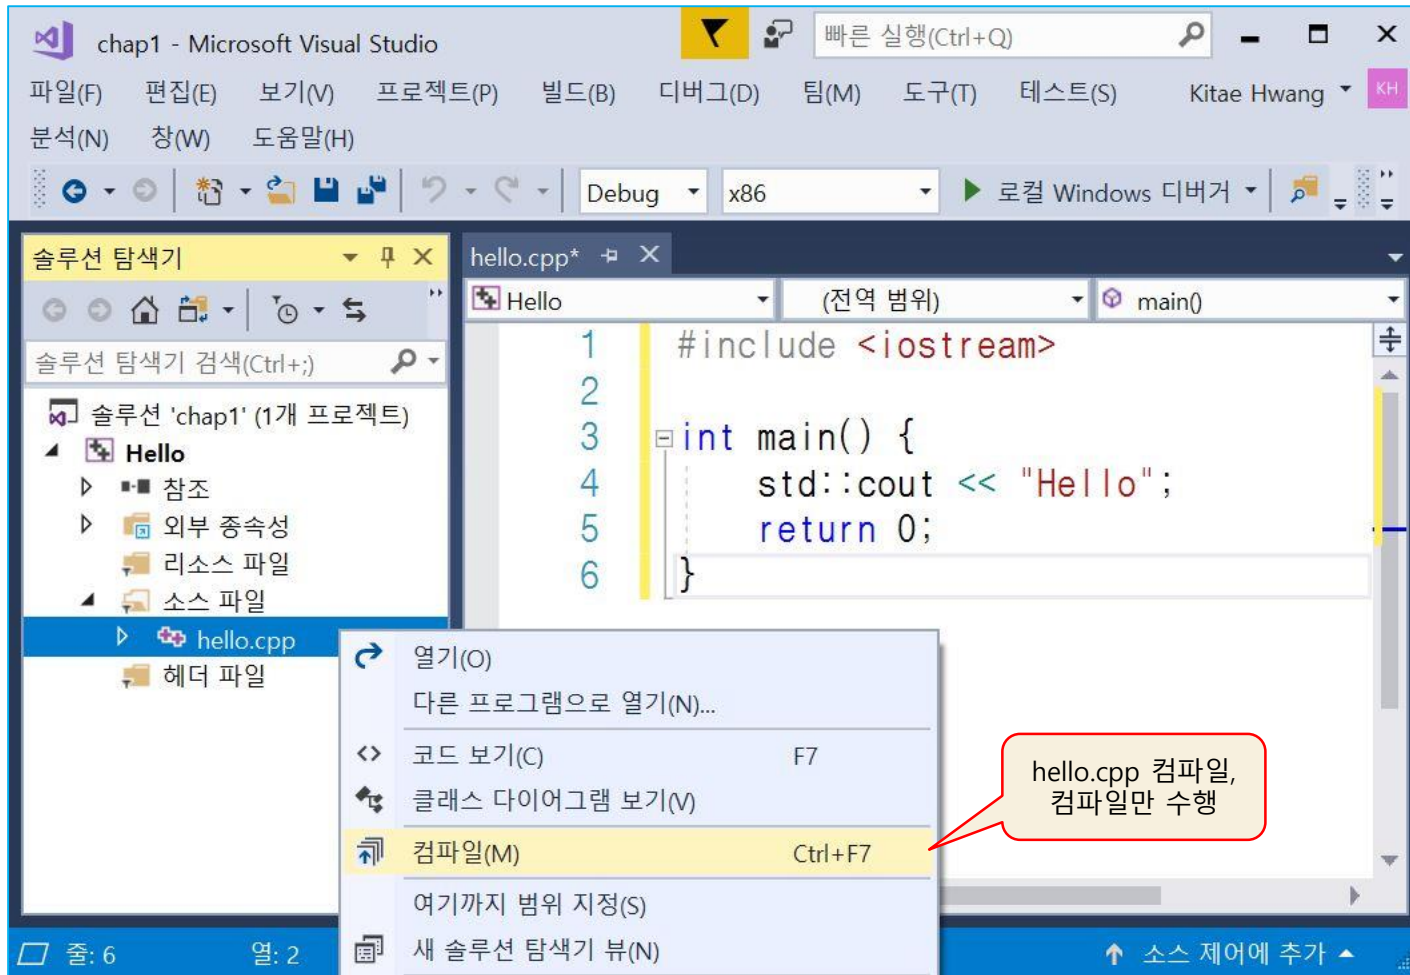 chap1 - Microsoft Visual Studio
빠른 실행(Ctrl+Q)
파일(F) 편집(E) 보기(V) 프로젝트(P) 빌드(B) 디버그(D) 팀(M) 도구(T) 테스트(S) Kitae Hwang KH
분석(N) 창(W) 도움말(H)
Debug x86 로컬 Windows 디버거
솔루션 탐색기
솔루션 탐색기 검색(Ctrl+;)
솔루션 'chap1' (1개 프로젝트)
Hello
참조
외부 종속성
리소스 파일
소스 파일
hello.cpp
헤더 파일
hello.cpp*
Hello (전역 범위) main()
1 #include <iostream>
2
3 int main() {
4 std::cout << "Hello";
5 return 0;
6 }
열기(O)
다른 프로그램으로 열기(N)...
코드 보기(C) F7
클래스 다이어그램 보기(V)
컴파일(M) Ctrl+F7
여기까지 범위 지정(S)
새 솔루션 탐색기 뷰(N)
hello.cpp 컴파일,
컴파일만 수행
줄: 6 열: 2 소스 제어에 추가